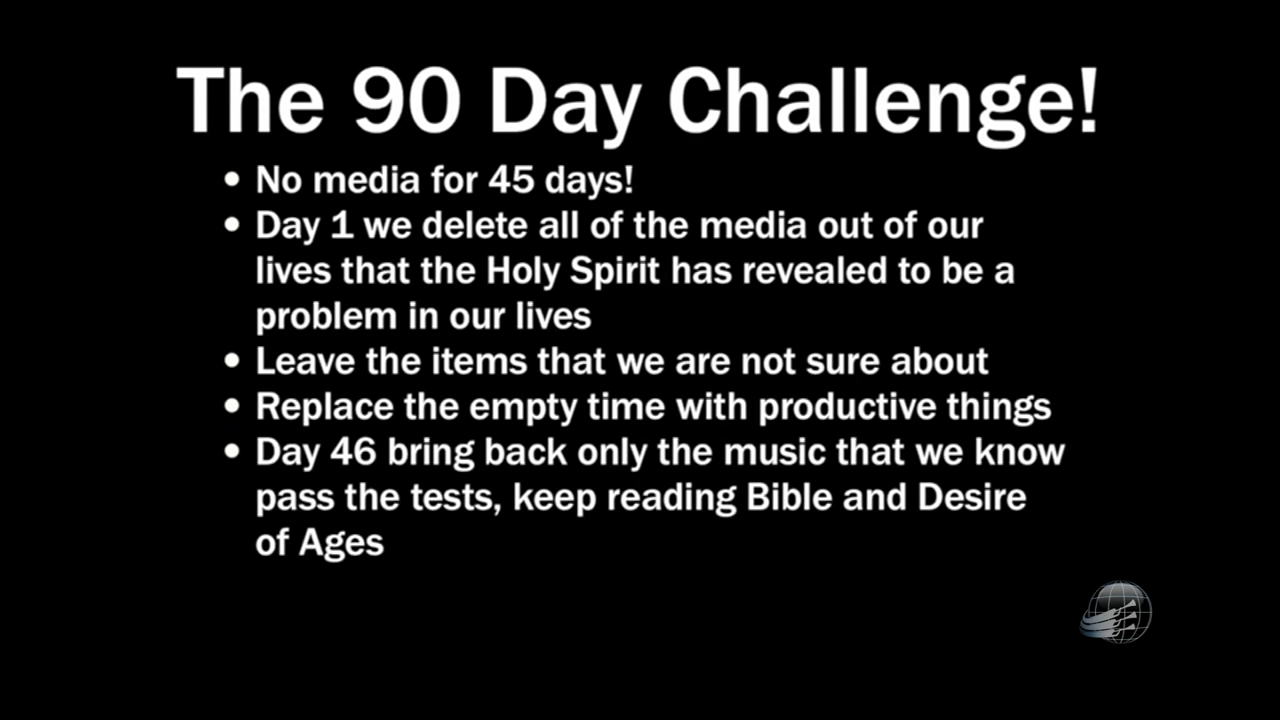 The 90 Day Challenge!
• No media for 45 days!
• Day 1 we delete all of the media out of our
lives that the Holy Spirit has revealed to be a
problem in our lives
• Leave the items that we are not sure about
• Replace the empty time with productive things
• Day 46 bring back only the music that we know
pass the tests, keep reading Bible and Desire
of Ages